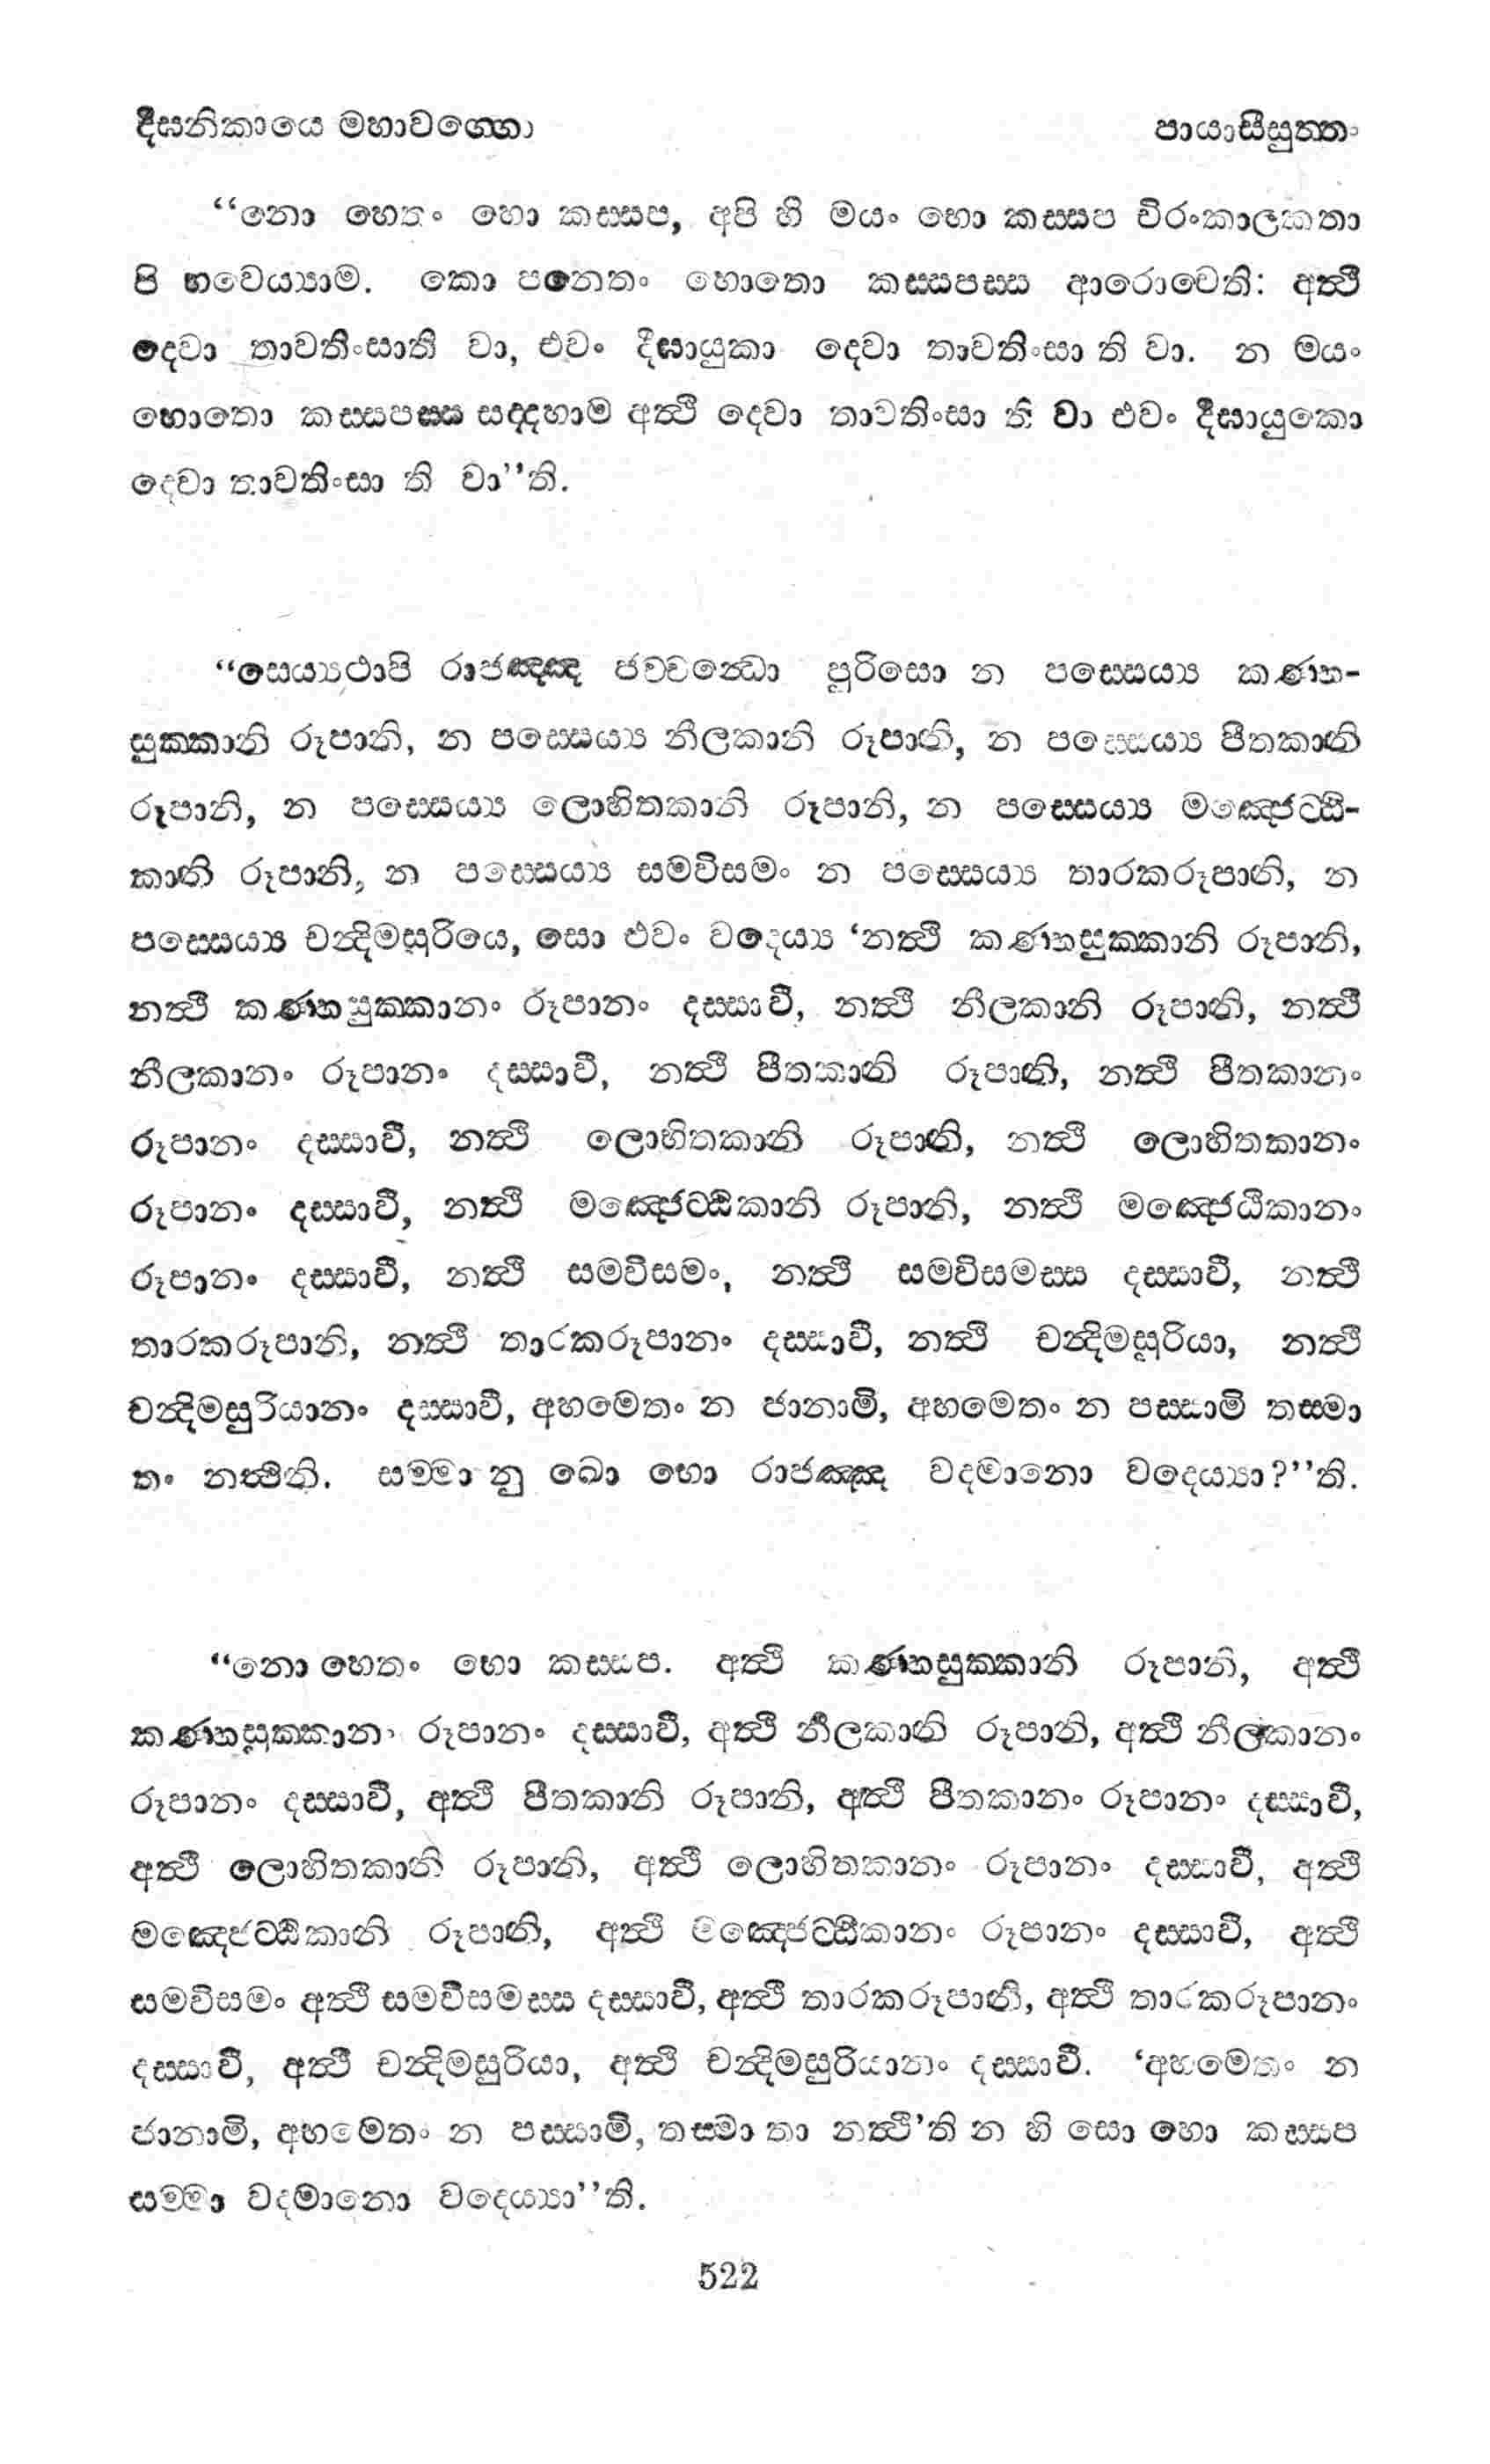 දීඝනිකායෙ මහාවග්ගො
පායාසිසුත්තං
“නො හෙතං භො කස්සප, අපි හි මයං භො කස්සප චිරංකාලකතා
පි භවෙය්‍යාම. කො පනෙතං භොතො කස්සපස්ස ආරොචෙති: අත්ථි
දෙවා තාවතිංසාති වා, එවං දීඝායුකා දෙවා තාවතිංසා ති වා. න මයං
භොතො කස්සපස්ස සද්දහාම අත්ථි දෙවා තාවතිංසා ති වා එවං දීඝායුකො
දෙවා තාවතිංසා ති වා’’ති.
“සෙය්‍යථාපි රාජඤ්ඤ ජච්චන්ධො පුරිසො න පස්සෙය්‍ය කණ්හ-
සුක්කානි රූපානි, න පස්සෙය්‍ය නීලකානි රූපානි, න පස්සෙය්‍ය පීතකානි
රූපානි, න පස්සෙය්‍ය ලොහිතකානි රූපානි, න පස්සෙය්‍ය මඤ්ජෙට්ඨි-
කානි රූපානි, න පස්සෙය්‍ය සමවිසමං න පස්සෙය්‍ය තාරකරූපානි, න
පස්සෙය්‍ය චන්දිමසූරියෙ, සො එවං වදෙය්‍ය ‘නත්ථි කණ්හසුක්කානි රූපානි,
නත්ථි කණ්හසුක්කානං රූපානං දස්සාවී, නත්ථි නීලකානි රූපානි, නත්ථි
නීලකානං රූපානං දස්සාවී, නත්ථි පීතකානි රූපානි, නත්ථි පීතකානං
රූපානං දස්සාවී, නත්ථි ලොහිතකානි රූපානි, නත්ථි ලොහිතකානං
රූපානං දස්සාවී, නත්ථි මඤ්ජෙට්ඨිකානි රූපානි, නත්ථි මඤ්ජෙඨිකානං
රූපානං දස්සාවී, නත්ථි සමවිසමං, නත්ථි සමවිසමස්ස දස්සාවී, නත්ථි
තාරකරූපානි, නත්ථි තාරකරූපානං දස්සාවී, නත්ථි චන්දිමසූරියා, නත්ථි
චන්දිමසුරියානං දස්සාවී, අහමෙතං න ජානාමි, අහමෙතං න පස්සාමි තස්මා
තං නත්ථිති. සම්මා නු ඛො භො රාජඤ්ඤ වදමානො වදෙය්‍යා?’’ති.
“නො හෙතං භො කස්සප. අත්ථි කණ්හසුක්කානි රූපානි, අත්ථි
කණ්හසුක්කානං රූපානං දස්සාවී, අත්ථි නීලකානි රූපානි, අත්ථි නීලකානං
රූපානං දස්සාවී, අත්ථි පීතකානි රූපානි, අත්ථි පීතකානං රූපානං දස්සාවී,
අත්ථි ලොහිතකානි රූපානි, අත්ථි ලොහිතකානං රූපානං දස්සාවී, අත්ථි
මඤ්ජෙට්ඨිකානි රූපානි, අත්ථි මඤ්ජෙට්ඨිකානං රූපානං දස්සාවී, අත්ථි
සමවිසමං අත්ථි සමවිසමස්ස දස්සාවී, අත්ථි තාරකරූපානි, අත්ථි තාරකරූපානං
දස්සාවී, අත්ථි චන්දිමසුරියා, අත්ථි චන්දිමසුරියානං දස්සාවී. ‘අහමෙතං න
ජානාමි, අහමෙතං න පස්සාමි, තස්මා තා නත්ථි’ති න හි සො භො කස්සප
සම්මා වදමානො වදෙය්‍යා’’ති.
522